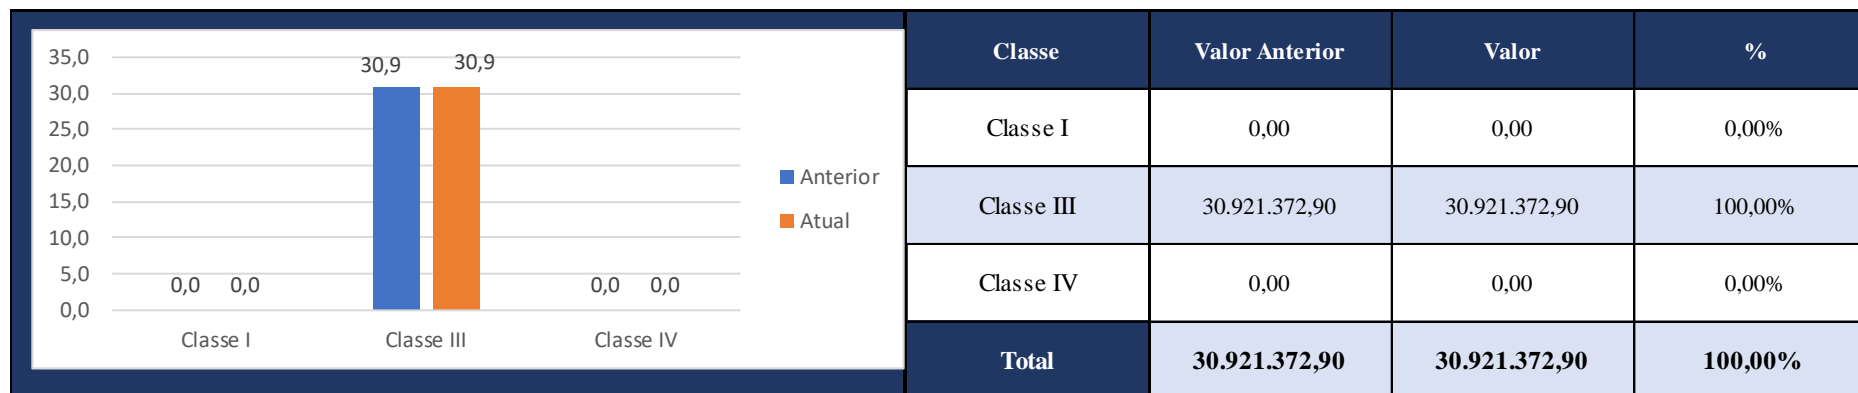 35,0
30,0
25,0
20,0
15,0
10,0
5,0
0,0
30,9 30,9
0,0 0,0
0,0 0,0
Classe I Classe III Classe IV
Anterior
Atual
Classe Valor Anterior Valor %
Classe I 0,00 0,00 0,00%
Classe III 30.921.372,90 30.921.372,90 100,00%
Classe IV 0,00 0,00 0,00%
Total 30.921.372,90 30.921.372,90 100,00%